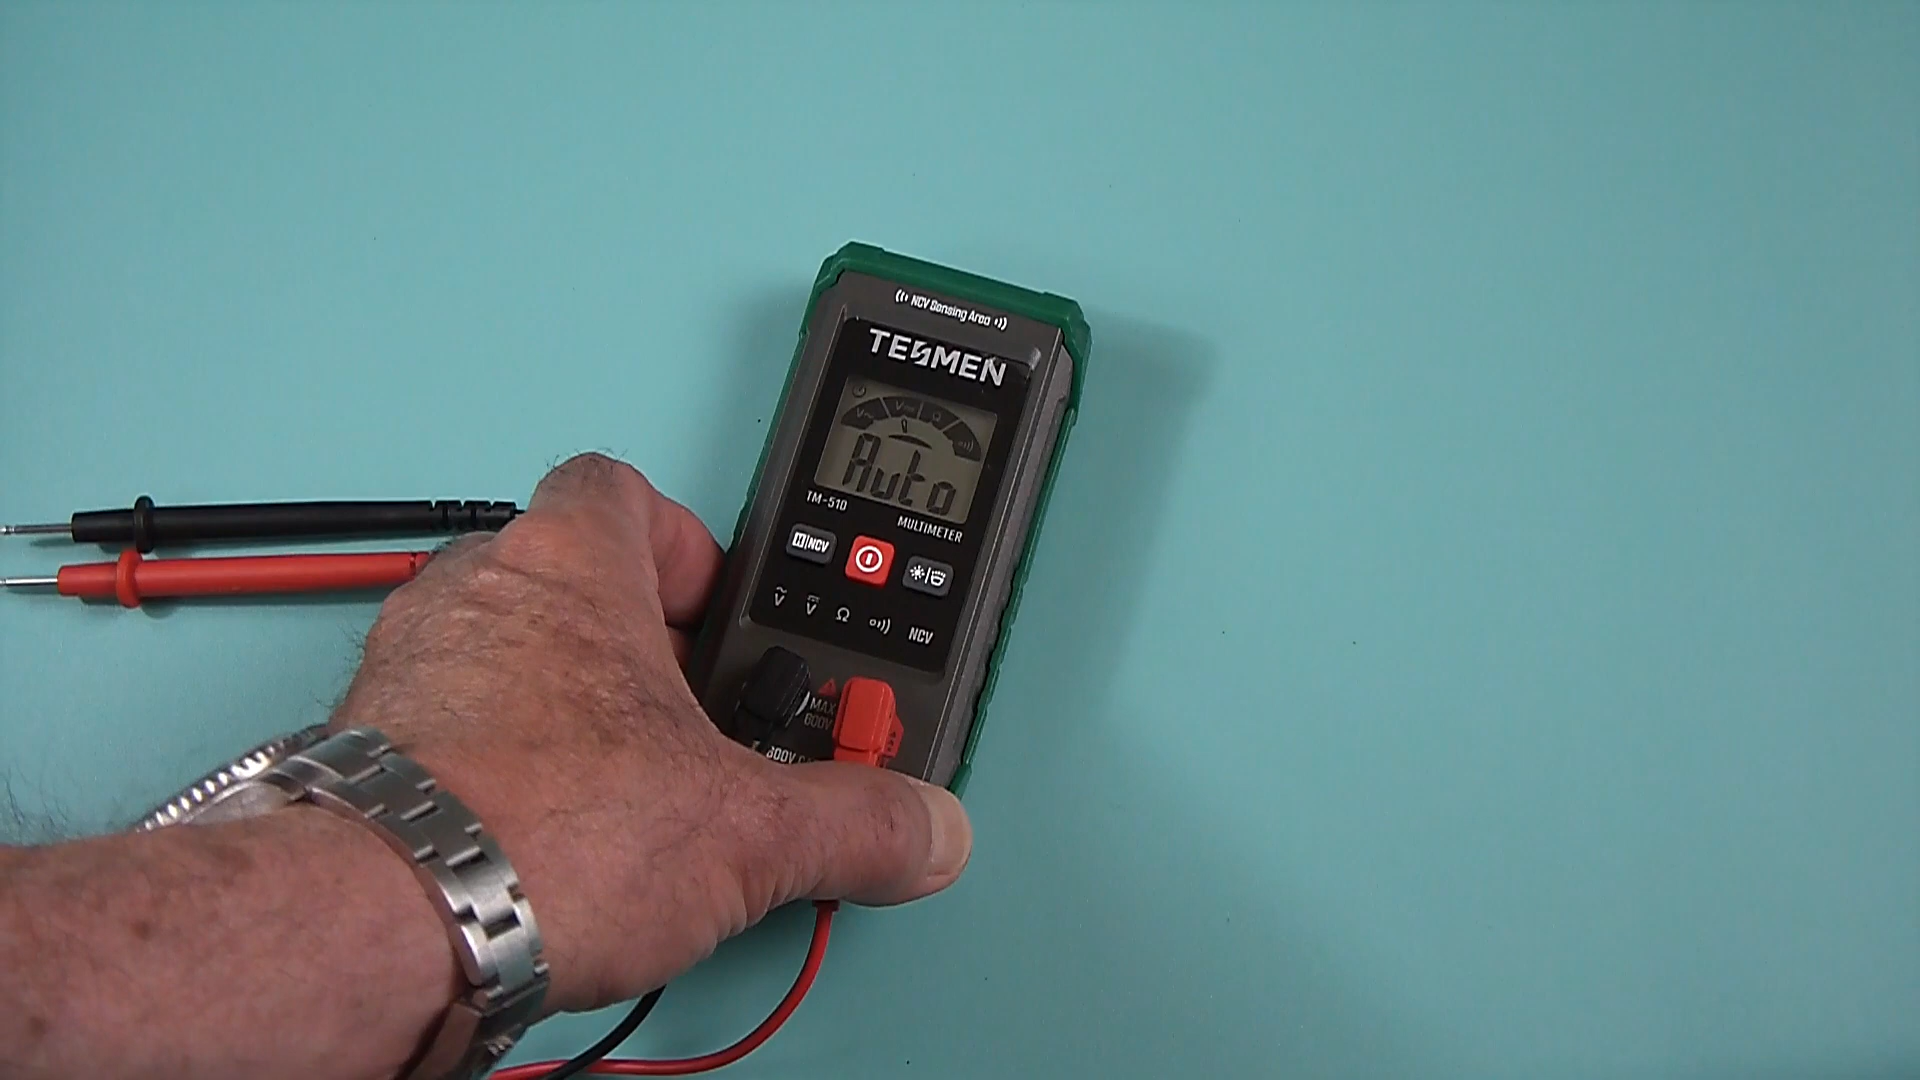 NCV Sensing Area
TESMEN
V V Ω
Auto
TM-510
MULTIMETER
H|NCV
V V Ω NCV
MAX
600V